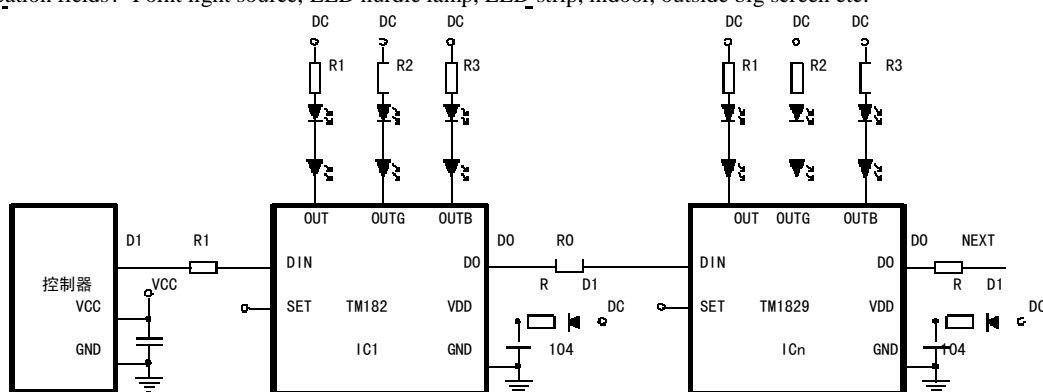 ation fields: Point light source, LED hurdle lamp, LED strip, indoor, outside big screen etc.
DC DC DC DC DC DC
R1 R2 R3 R1 R2 R3
OUT OUTG OUTB OUT OUTG OUTB
D1 R1 DO RO DO NEXT
DIN DO DIN DO
控制器 VCC R D1 R D1
VCC SET TM182 VDD DC SET TM1829 VDD DC
GND IC1 GND 104 ICn GND 104